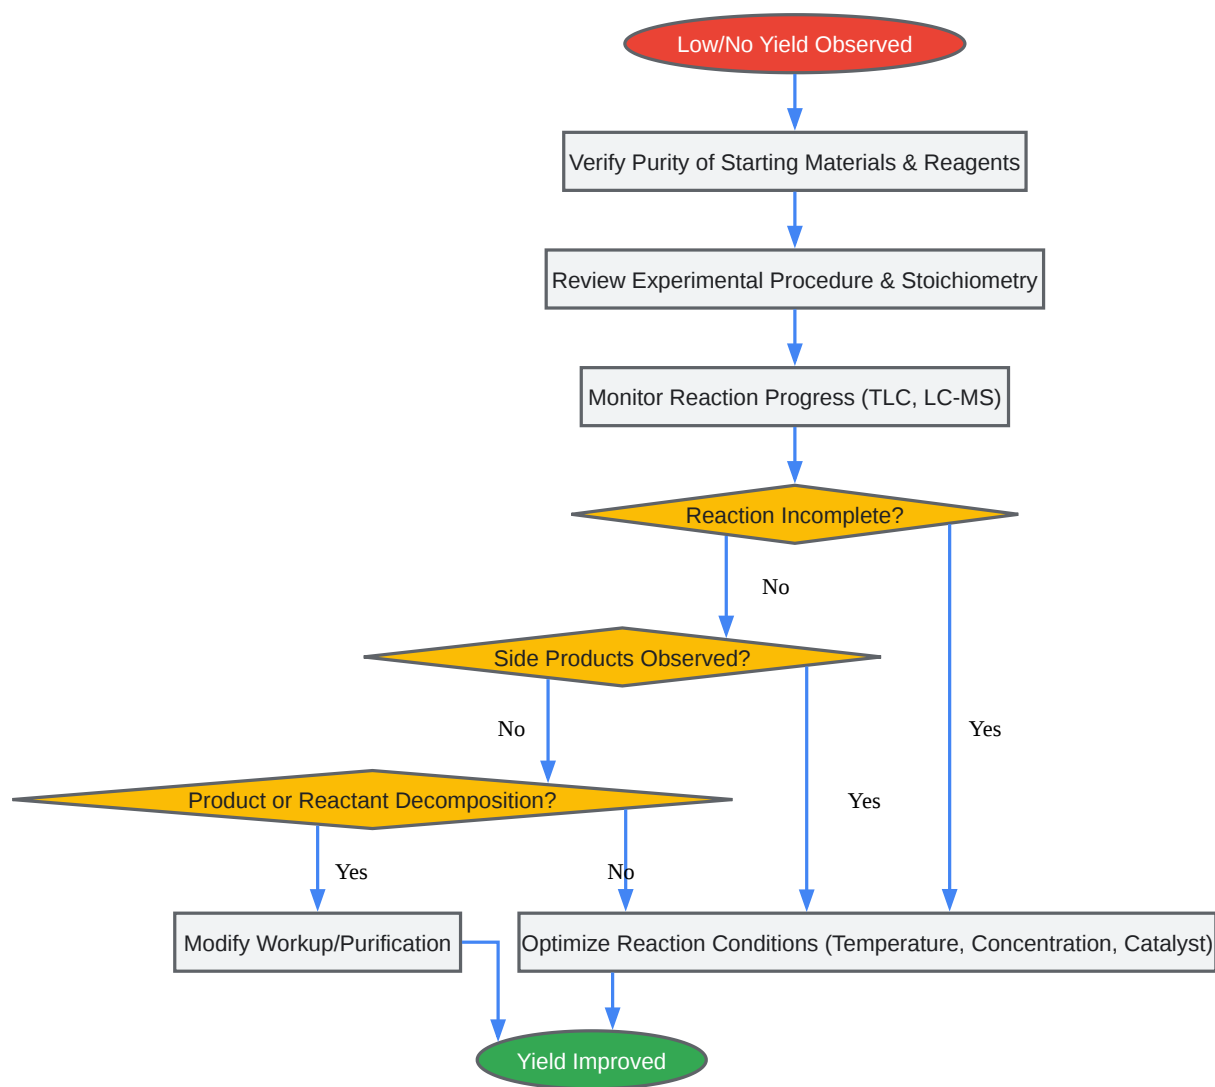 Low/No Yield Observed
Verify Purity of Starting Materials & Reagents
Review Experimental Procedure & Stoichiometry
Monitor Reaction Progress (TLC, LC-MS)
Reaction Incomplete?
No
Side Products Observed?
No
Yes
Product or Reactant Decomposition?
Yes
Yes
No
Modify Workup/Purification
Optimize Reaction Conditions (Temperature, Concentration, Catalyst)
Yield Improved